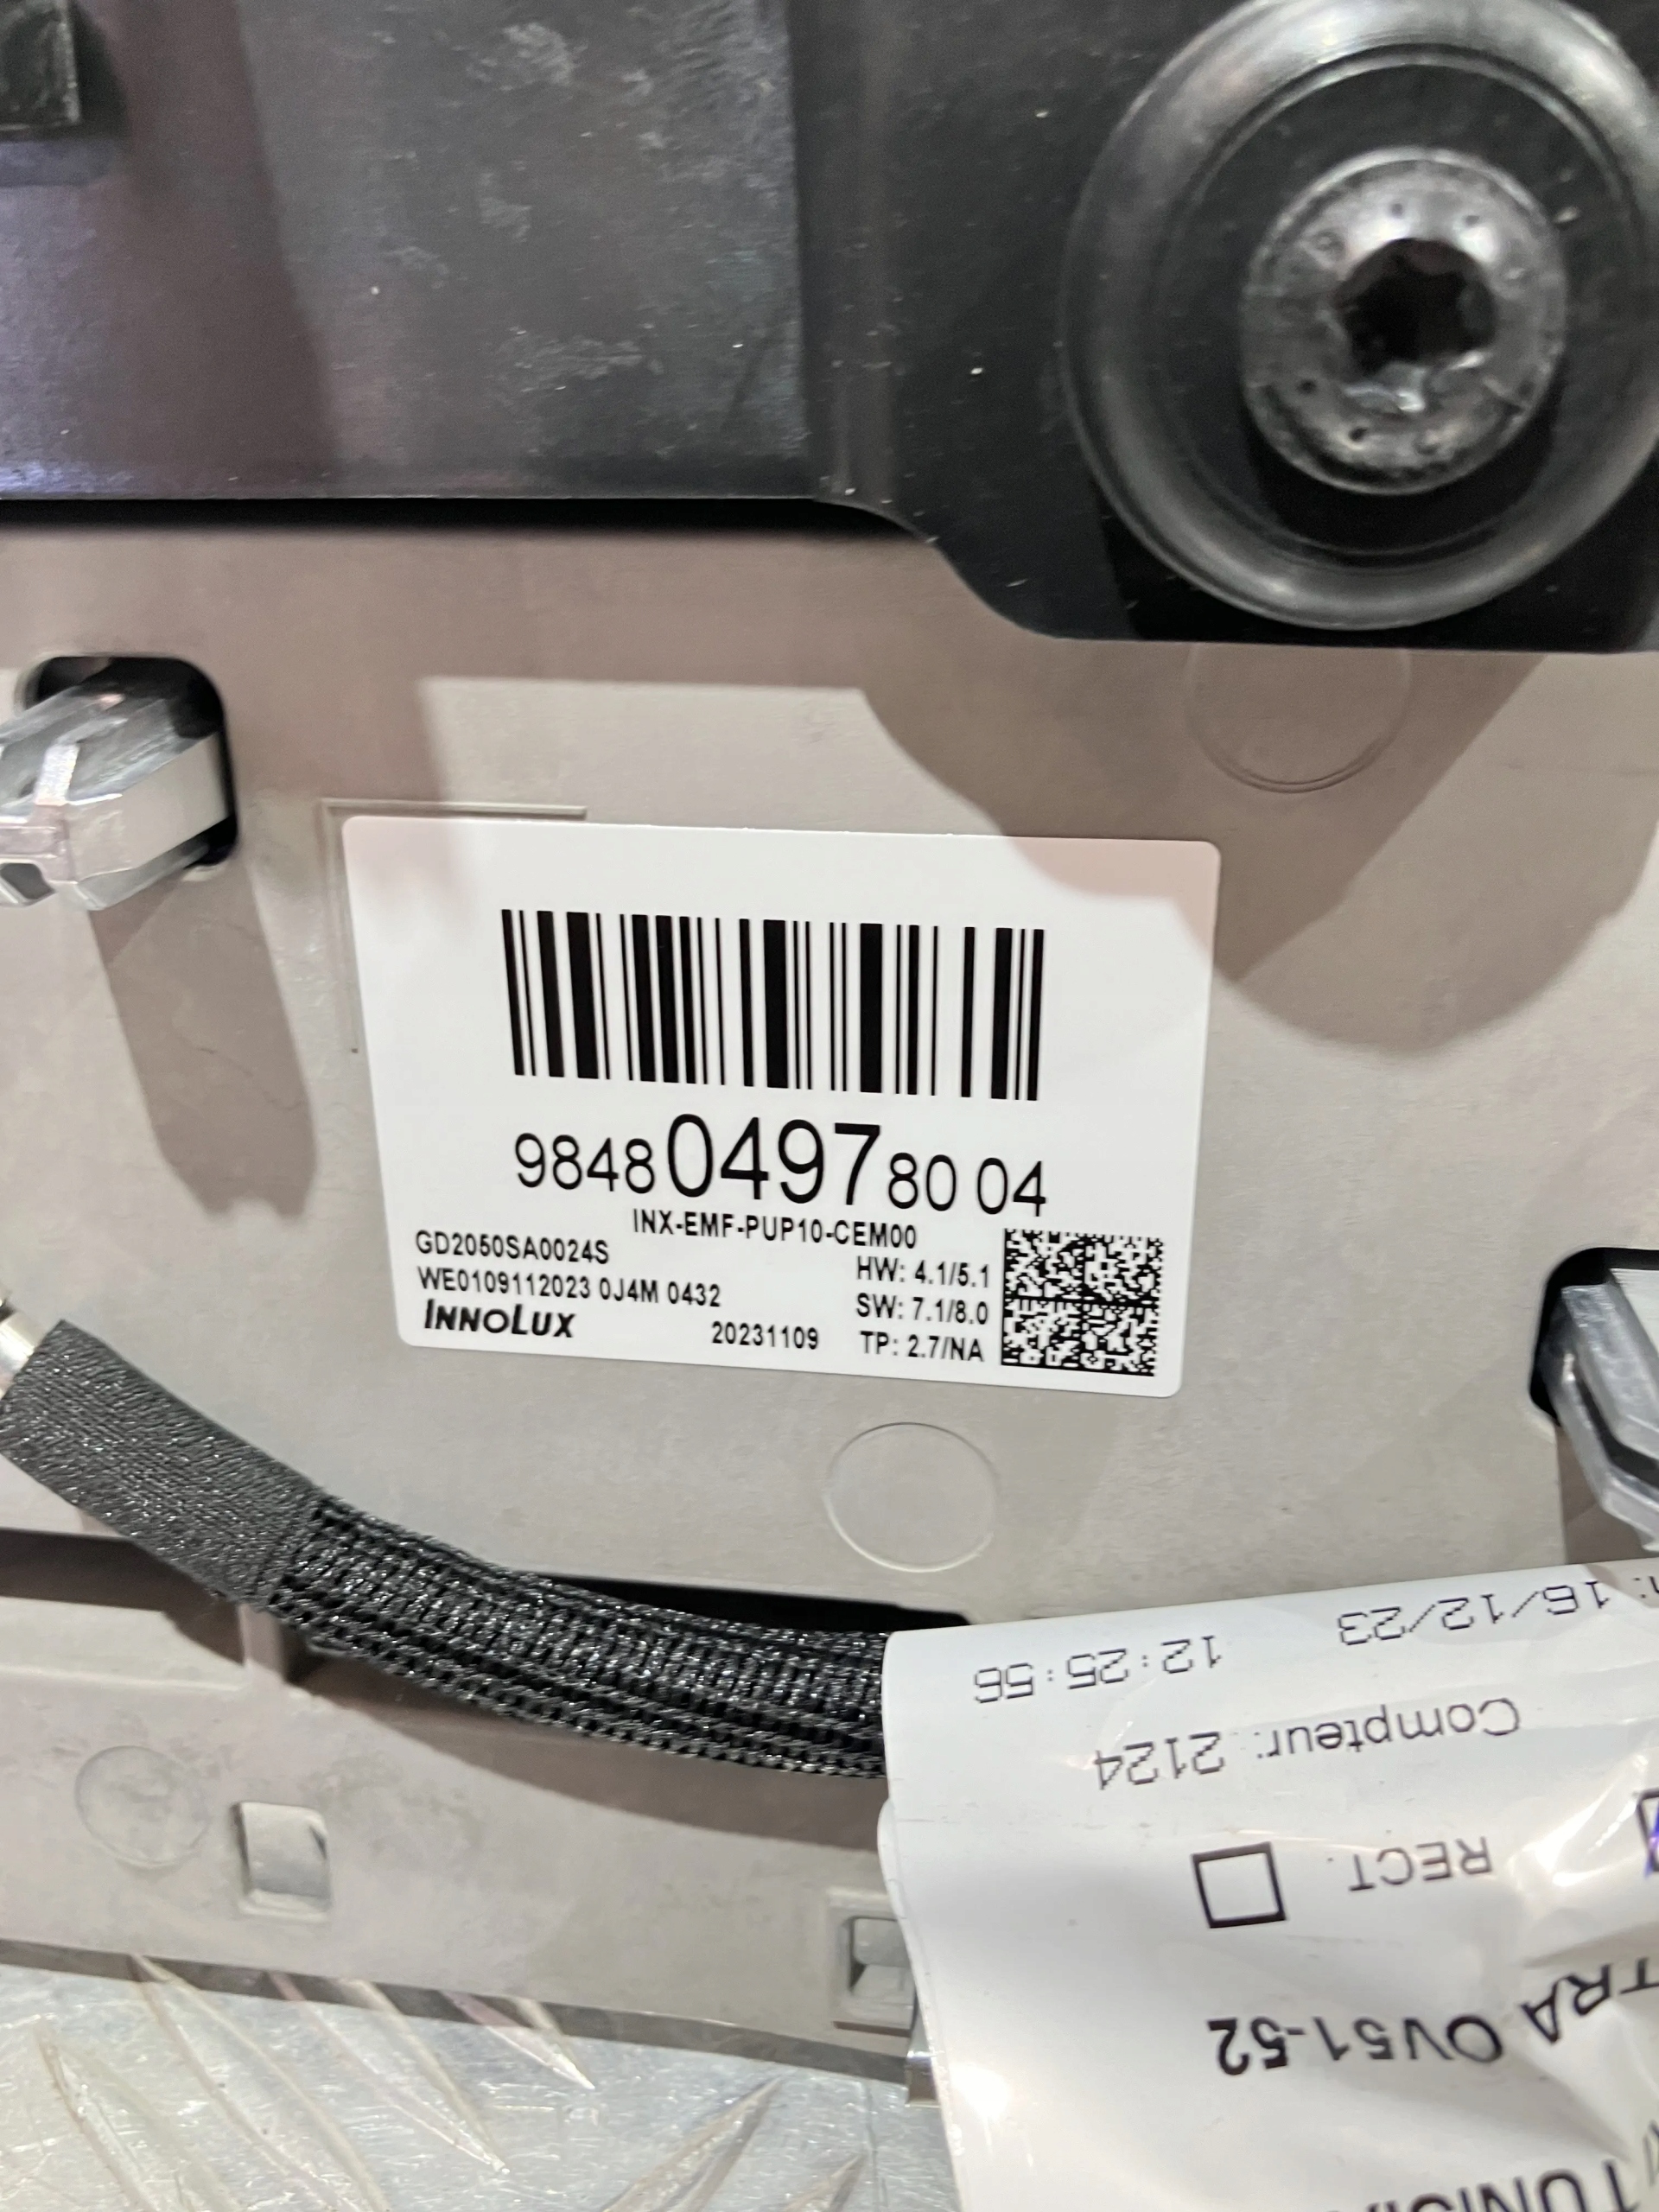 9848049780 04
INX-EMF-PUP10-CEM00
GD2050SA0024S
HW: 4.1/5.1
WE0109112023 0J4M 0432
SW: 7.1/8.0
INNOLUX
20231109
TP: 2.7/NA
OV51-52
RECT.
Compteur: 2124
16/12/23 12:25:56